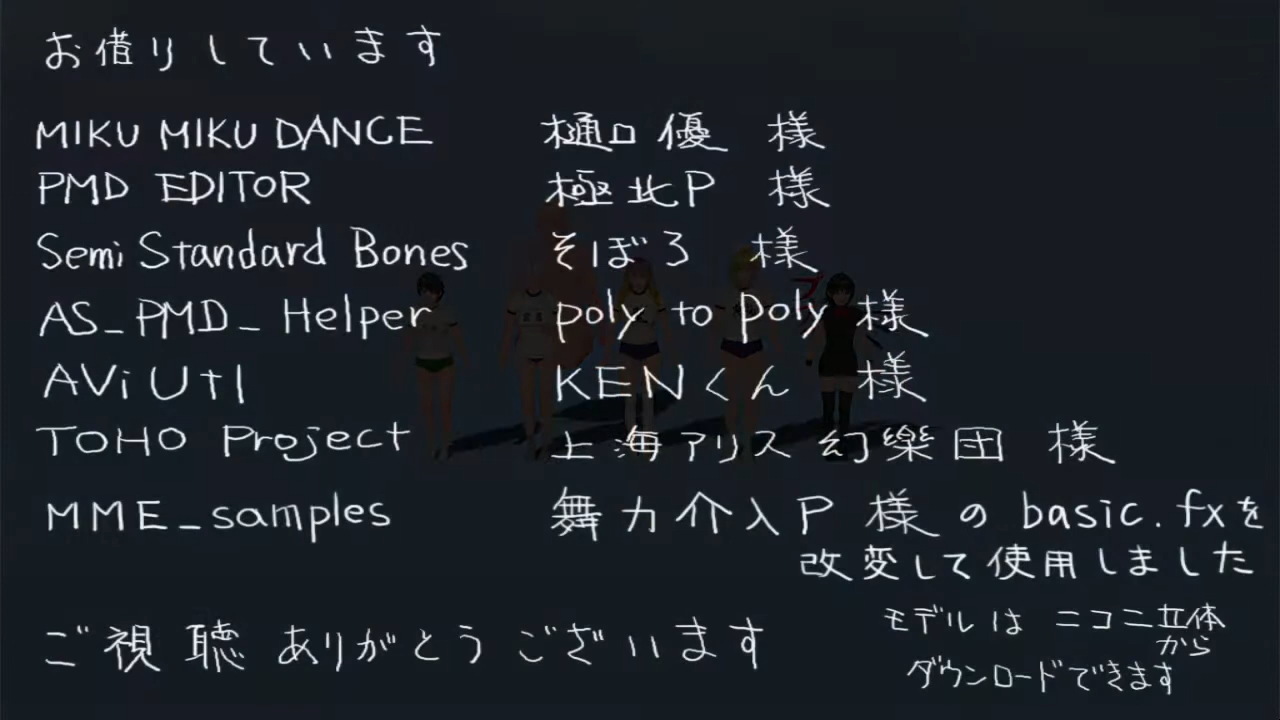 お借りしています
MIKU MIKU DANCE 樋口優 様
PMD EDITOR 極北P 様
Semi Standard Bones そぼろ 様
AS_PMD_Helper poly to poly 様
AViUtl KENくん 様
TOHO Project 上海アリス幻樂団 様
MME_samples 舞力介入P 様の basic.fxを
改変して使用しました
ご視聴ありがとうございます
モデルは ニコニ立体
から
ダウンロードできます